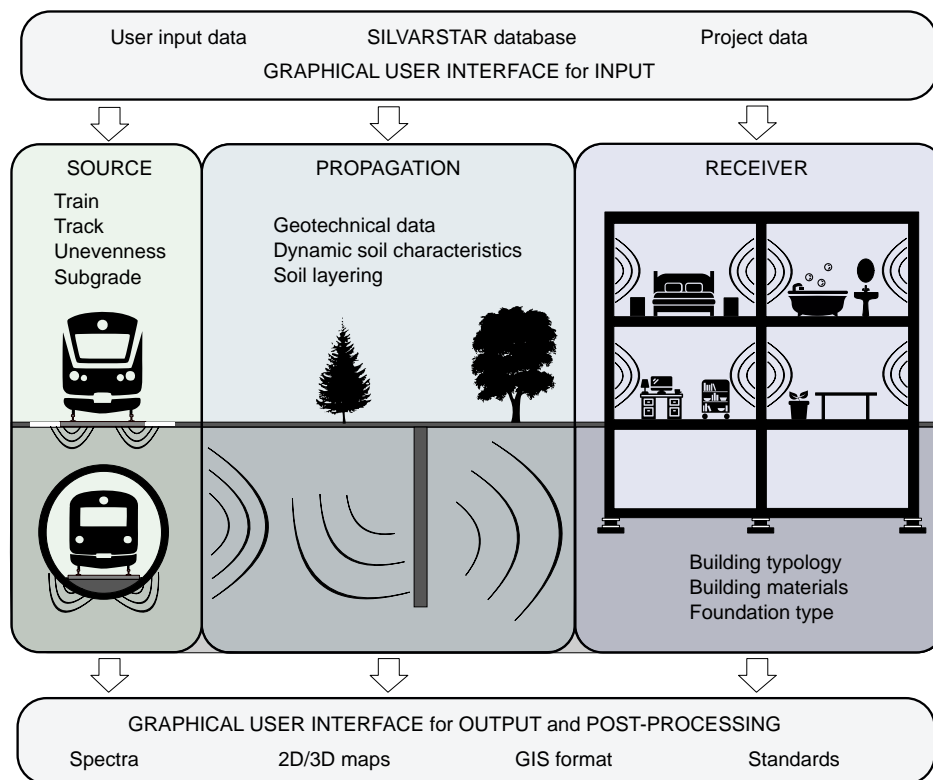 User input data SILVARSTAR database Project data
GRAPHICAL USER INTERFACE for INPUT
SOURCE
Train
Track
Unevenness
Subgrade
PROPAGATION
Geotechnical data
Dynamic soil characteristics
Soil layering
RECEIVER
Building typology
Building materials
Foundation type
GRAPHICAL USER INTERFACE for OUTPUT and POST-PROCESSING
Spectra 2D/3D maps GIS format Standards